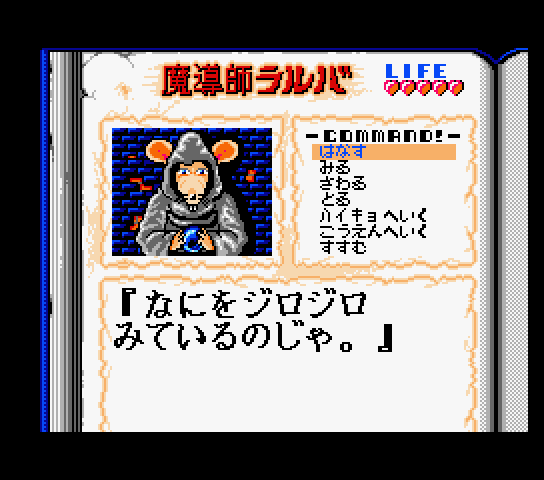 魔導師ラルバ
LIFE
-COMMAND!-
はなす
みる
さわる
とる
ハイキョへいく
こうえんへいく
すすむ
『なにをジロジロ
みているのじゃ。』